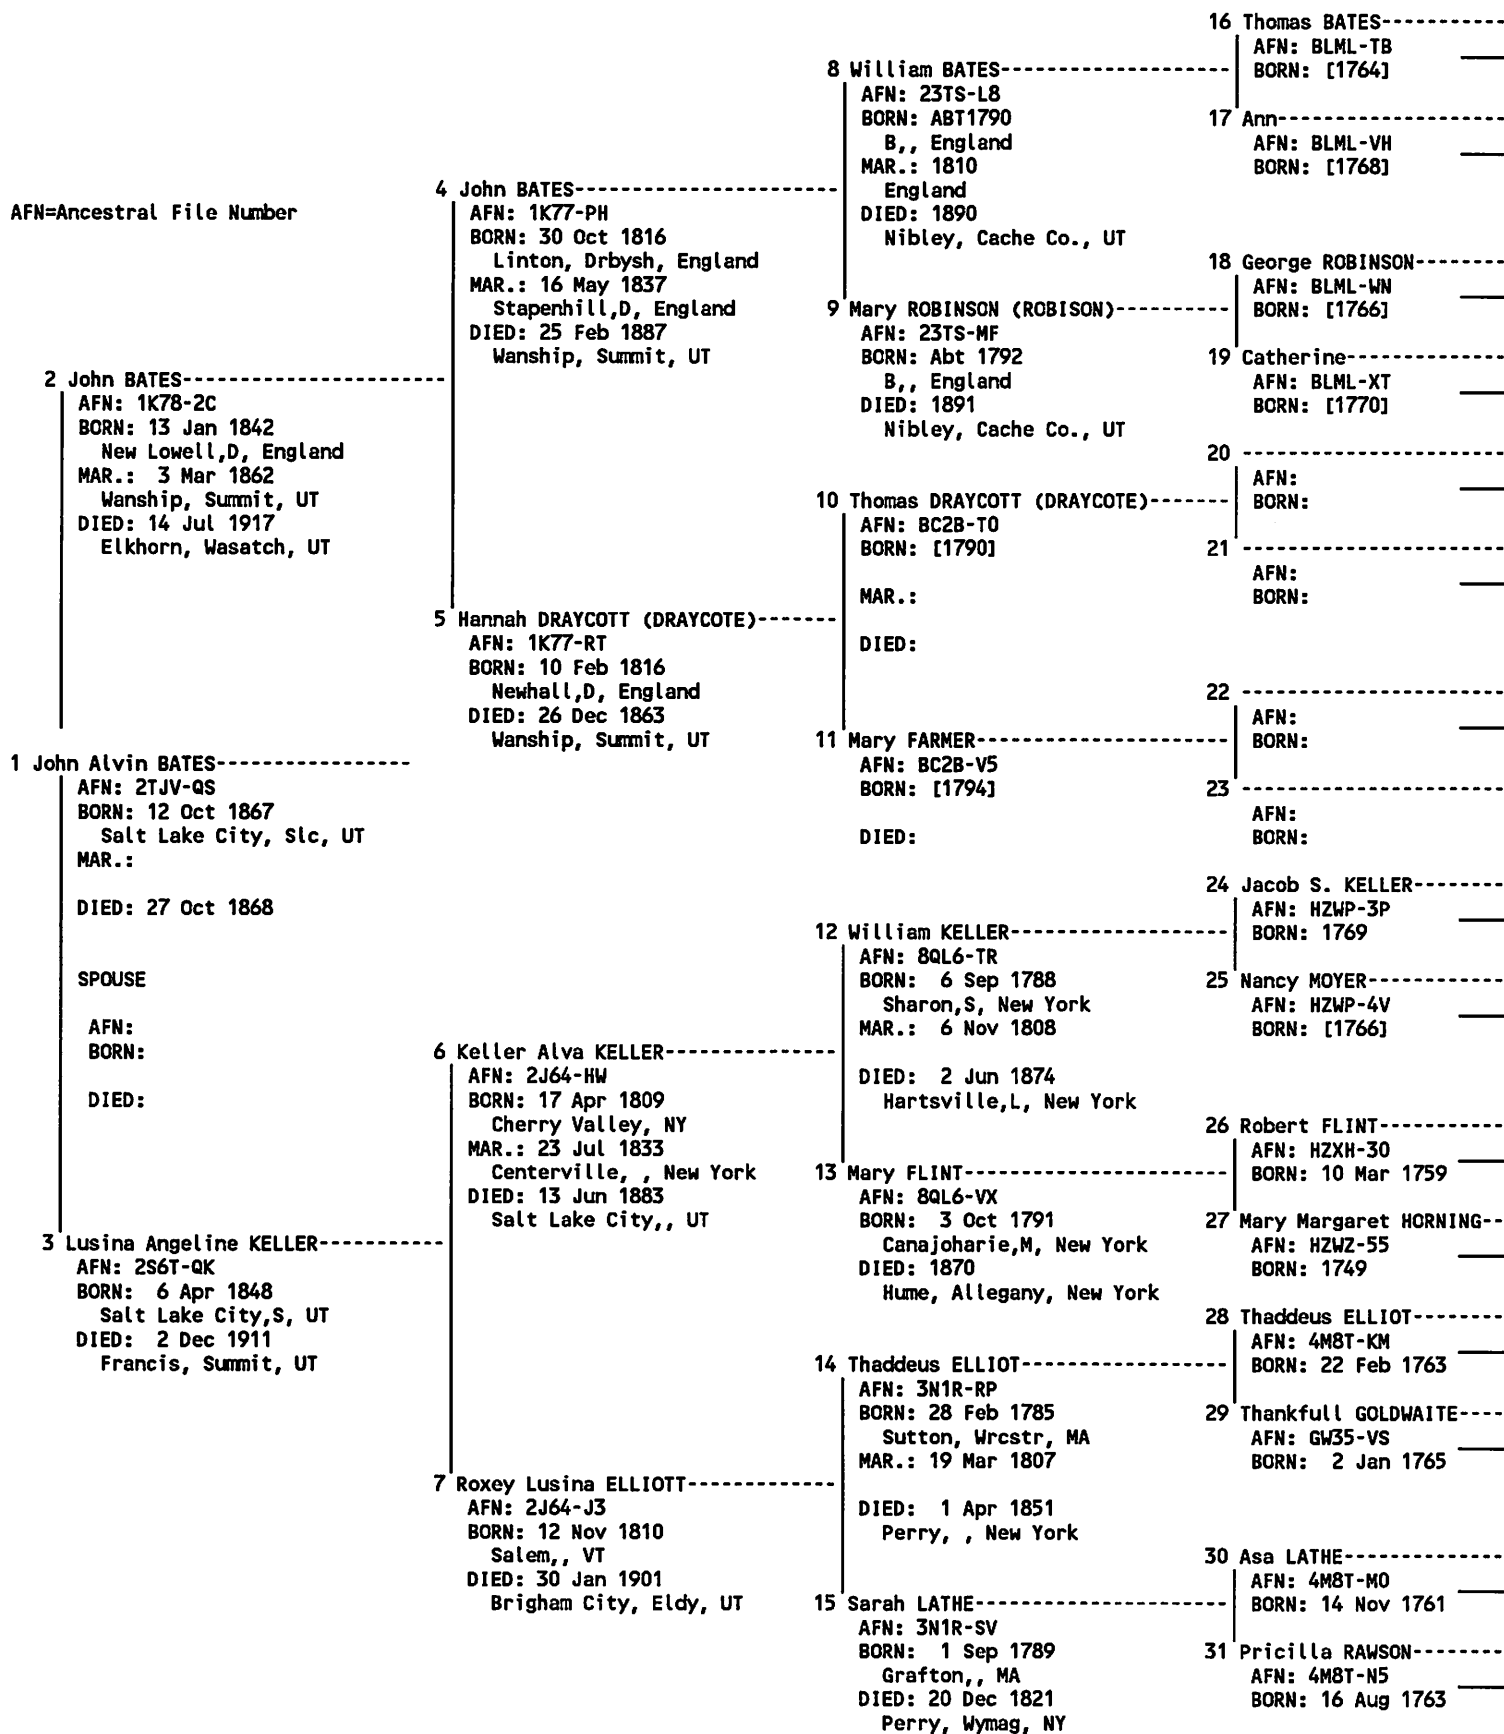 AFN=Ancestral File Number
1 John Alvin BATES----------------
AFN: 2TJV-QS
BORN: 12 Oct 1867
Salt Lake City, Slc, UT
MAR.:
DIED: 27 Oct 1868
SPOUSE
AFN:
BORN:
DIED:
2 John BATES----------------------
AFN: 1K78-2C
BORN: 13 Jan 1842
New Lowell,D, England
MAR.:  3 Mar 1862
Wanship, Summit, UT
DIED: 14 Jul 1917
Elkhorn, Wasatch, UT
3 Lusina Angeline KELLER----------
AFN: 2S6T-QK
BORN:  6 Apr 1848
Salt Lake City,S, UT
DIED:  2 Dec 1911
Francis, Summit, UT
4 John BATES----------------------
AFN: 1K77-PH
BORN: 30 Oct 1816
Linton, Drbysh, England
MAR.: 16 May 1837
Stapenhill,D, England
DIED: 25 Feb 1887
Wanship, Summit, UT
5 Hannah DRAYCOTT (DRAYCOTE)-------
AFN: 1K77-RT
BORN: 10 Feb 1816
Newhall,D, England
DIED: 26 Dec 1863
Wanship, Summit, UT
6 Keller Alva KELLER--------------
AFN: 2J64-HW
BORN: 17 Apr 1809
Cherry Valley, NY
MAR.: 23 Jul 1833
Centerville, , New York
DIED: 13 Jun 1883
Salt Lake City,, UT
7 Roxey Lusina ELLIOTT------------
AFN: 2J64-J3
BORN: 12 Nov 1810
Salem,, VT
DIED: 30 Jan 1901
Brigham City, Eldy, UT
8 William BATES-------------------
AFN: 23TS-L8
BORN: ABT1790
B,, England
MAR.: 1810
England
DIED: 1890
Nibley, Cache Co., UT
9 Mary ROBINSON (ROBISON)---------
AFN: 23TS-MF
BORN: Abt 1792
B,, England
DIED: 1891
Nibley, Cache Co., UT
10 Thomas DRAYCOTT (DRAYCOTE)------
AFN: BC2B-T0
BORN: [1790]
MAR.:
DIED:
11 Mary FARMER---------------------
AFN: BC2B-V5
BORN: [1794]
DIED:
12 William KELLER------------------
AFN: 8QL6-TR
BORN:  6 Sep 1788
Sharon,S, New York
MAR.:  6 Nov 1808
DIED:  2 Jun 1874
Hartsville,L, New York
13 Mary FLINT----------------------
AFN: 8QL6-VX
BORN:  3 Oct 1791
Canajoharie,M, New York
DIED: 1870
Hume, Allegany, New York
14 Thaddeus ELLIOT-----------------
AFN: 3N1R-RP
BORN: 28 Feb 1785
Sutton, Wrcstr, MA
MAR.: 19 Mar 1807
DIED:  1 Apr 1851
Perry, , New York
15 Sarah LATHE---------------------
AFN: 3N1R-SV
BORN:  1 Sep 1789
Grafton,, MA
DIED: 20 Dec 1821
Perry, Wymag, NY
16 Thomas BATES-----------
AFN: BLML-TB
BORN: [1764]
17 Ann-------------------
AFN: BLML-VH
BORN: [1768]
18 George ROBINSON--------
AFN: BLML-WN
BORN: [1766]
19 Catherine--------------
AFN: BLML-XT
BORN: [1770]
20 ----------------------
AFN:
BORN:
21 ----------------------
AFN:
BORN:
22 ----------------------
AFN:
BORN:
23 ----------------------
AFN:
BORN:
24 Jacob S. KELLER--------
AFN: HZWP-3P
BORN: 1769
25 Nancy MOYER------------
AFN: HZWP-4V
BORN: [1766]
26 Robert FLINT-----------
AFN: HZXH-30
BORN: 10 Mar 1759
27 Mary Margaret HORNING--
AFN: HZWZ-55
BORN: 1749
28 Thaddeus ELLIOT--------
AFN: 4M8T-KM
BORN: 22 Feb 1763
29 Thankfull GOLDWAITE----
AFN: GW35-VS
BORN:  2 Jan 1765
30 Asa LATHE--------------
AFN: 4M8T-M0
BORN: 14 Nov 1761
31 Pricilla RAWSON--------
AFN: 4M8T-N5
BORN: 16 Aug 1763